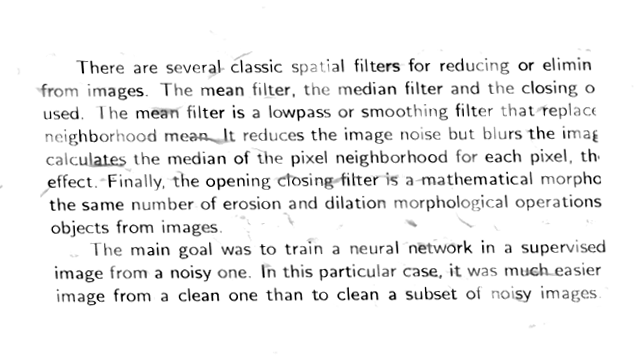 There are several classic spatial filters for reducing or elimin
from images. The mean filter, the median filter and the closing o
used. The mean filter is a lowpass or smoothing filter that replace
neighborhood mean. It reduces the image noise but blurs the imag
calculates the median of the pixel neighborhood for each pixel, th
effect. Finally, the opening closing filter is a mathematical morpho
the same number of erosion and dilation morphological operations
objects from images.
The main goal was to train a neural network in a supervised
image from a noisy one. In this particular case, it was much easier
image from a clean one than to clean a subset of noisy images.